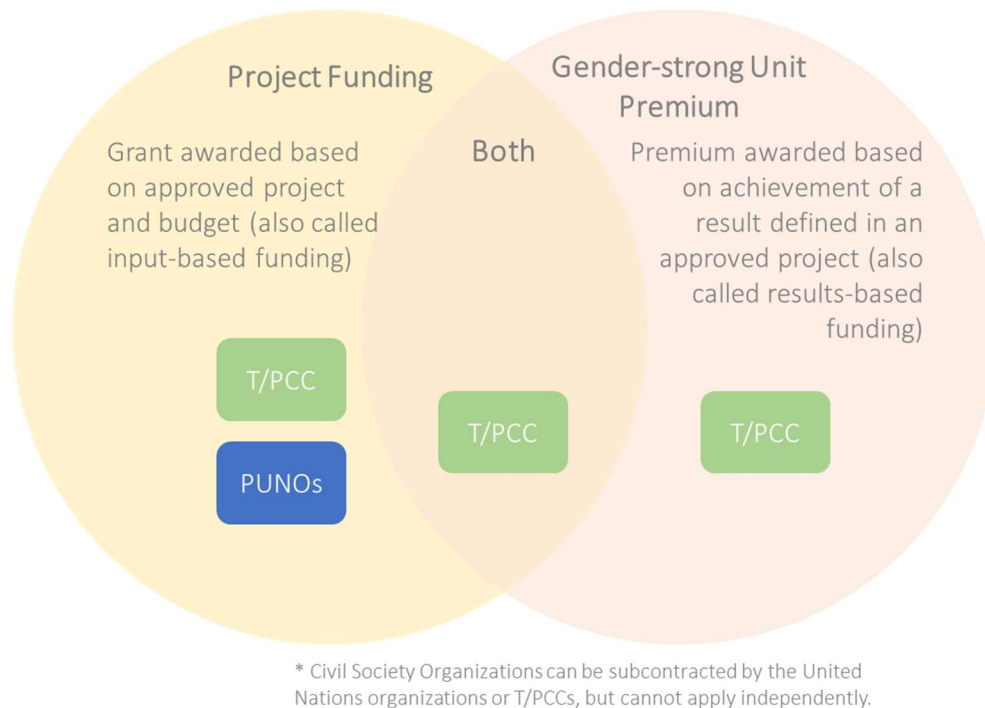 Project Funding
Grant awarded based
on approved project
and budget (also called
input-based funding)
T/PCC
PUNOs
Both
T/PCC
Gender-strong Unit
Premium
Premium awarded based
on achievement of a
result defined in an
approved project (also
called results-based
funding)
T/PCC
* Civil Society Organizations can be subcontracted by the United
Nations organizations or T/PCCs, but cannot apply independently.